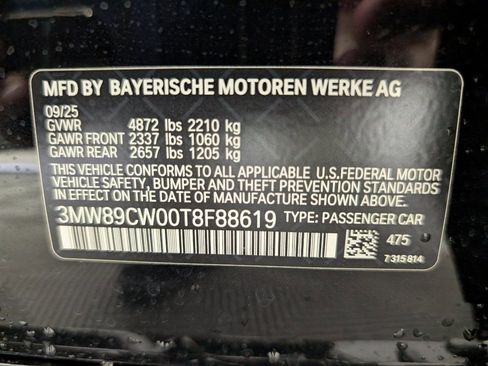 MFD BY BAYERISCHE MOTOREN WERKE AG
09/25
GVWR 4872 lbs 2210 kg
GAWR FRONT 2337 lbs 1060 kg
GAWR REAR 2657 lbs 1205 kg
THIS VEHICLE CONFORMS TO ALL APPLICABLE U.S.FEDERAL MOTOR
VEHICLE SAFETY, BUMPER AND THEFT PREVENTION STANDARDS
IN EFFECT ON THE DATE OF MANUFACTURE SHOWN ABOVE.
3MW89CW00T8F88619 TYPE: PASSENGER CAR
475
7 315 814